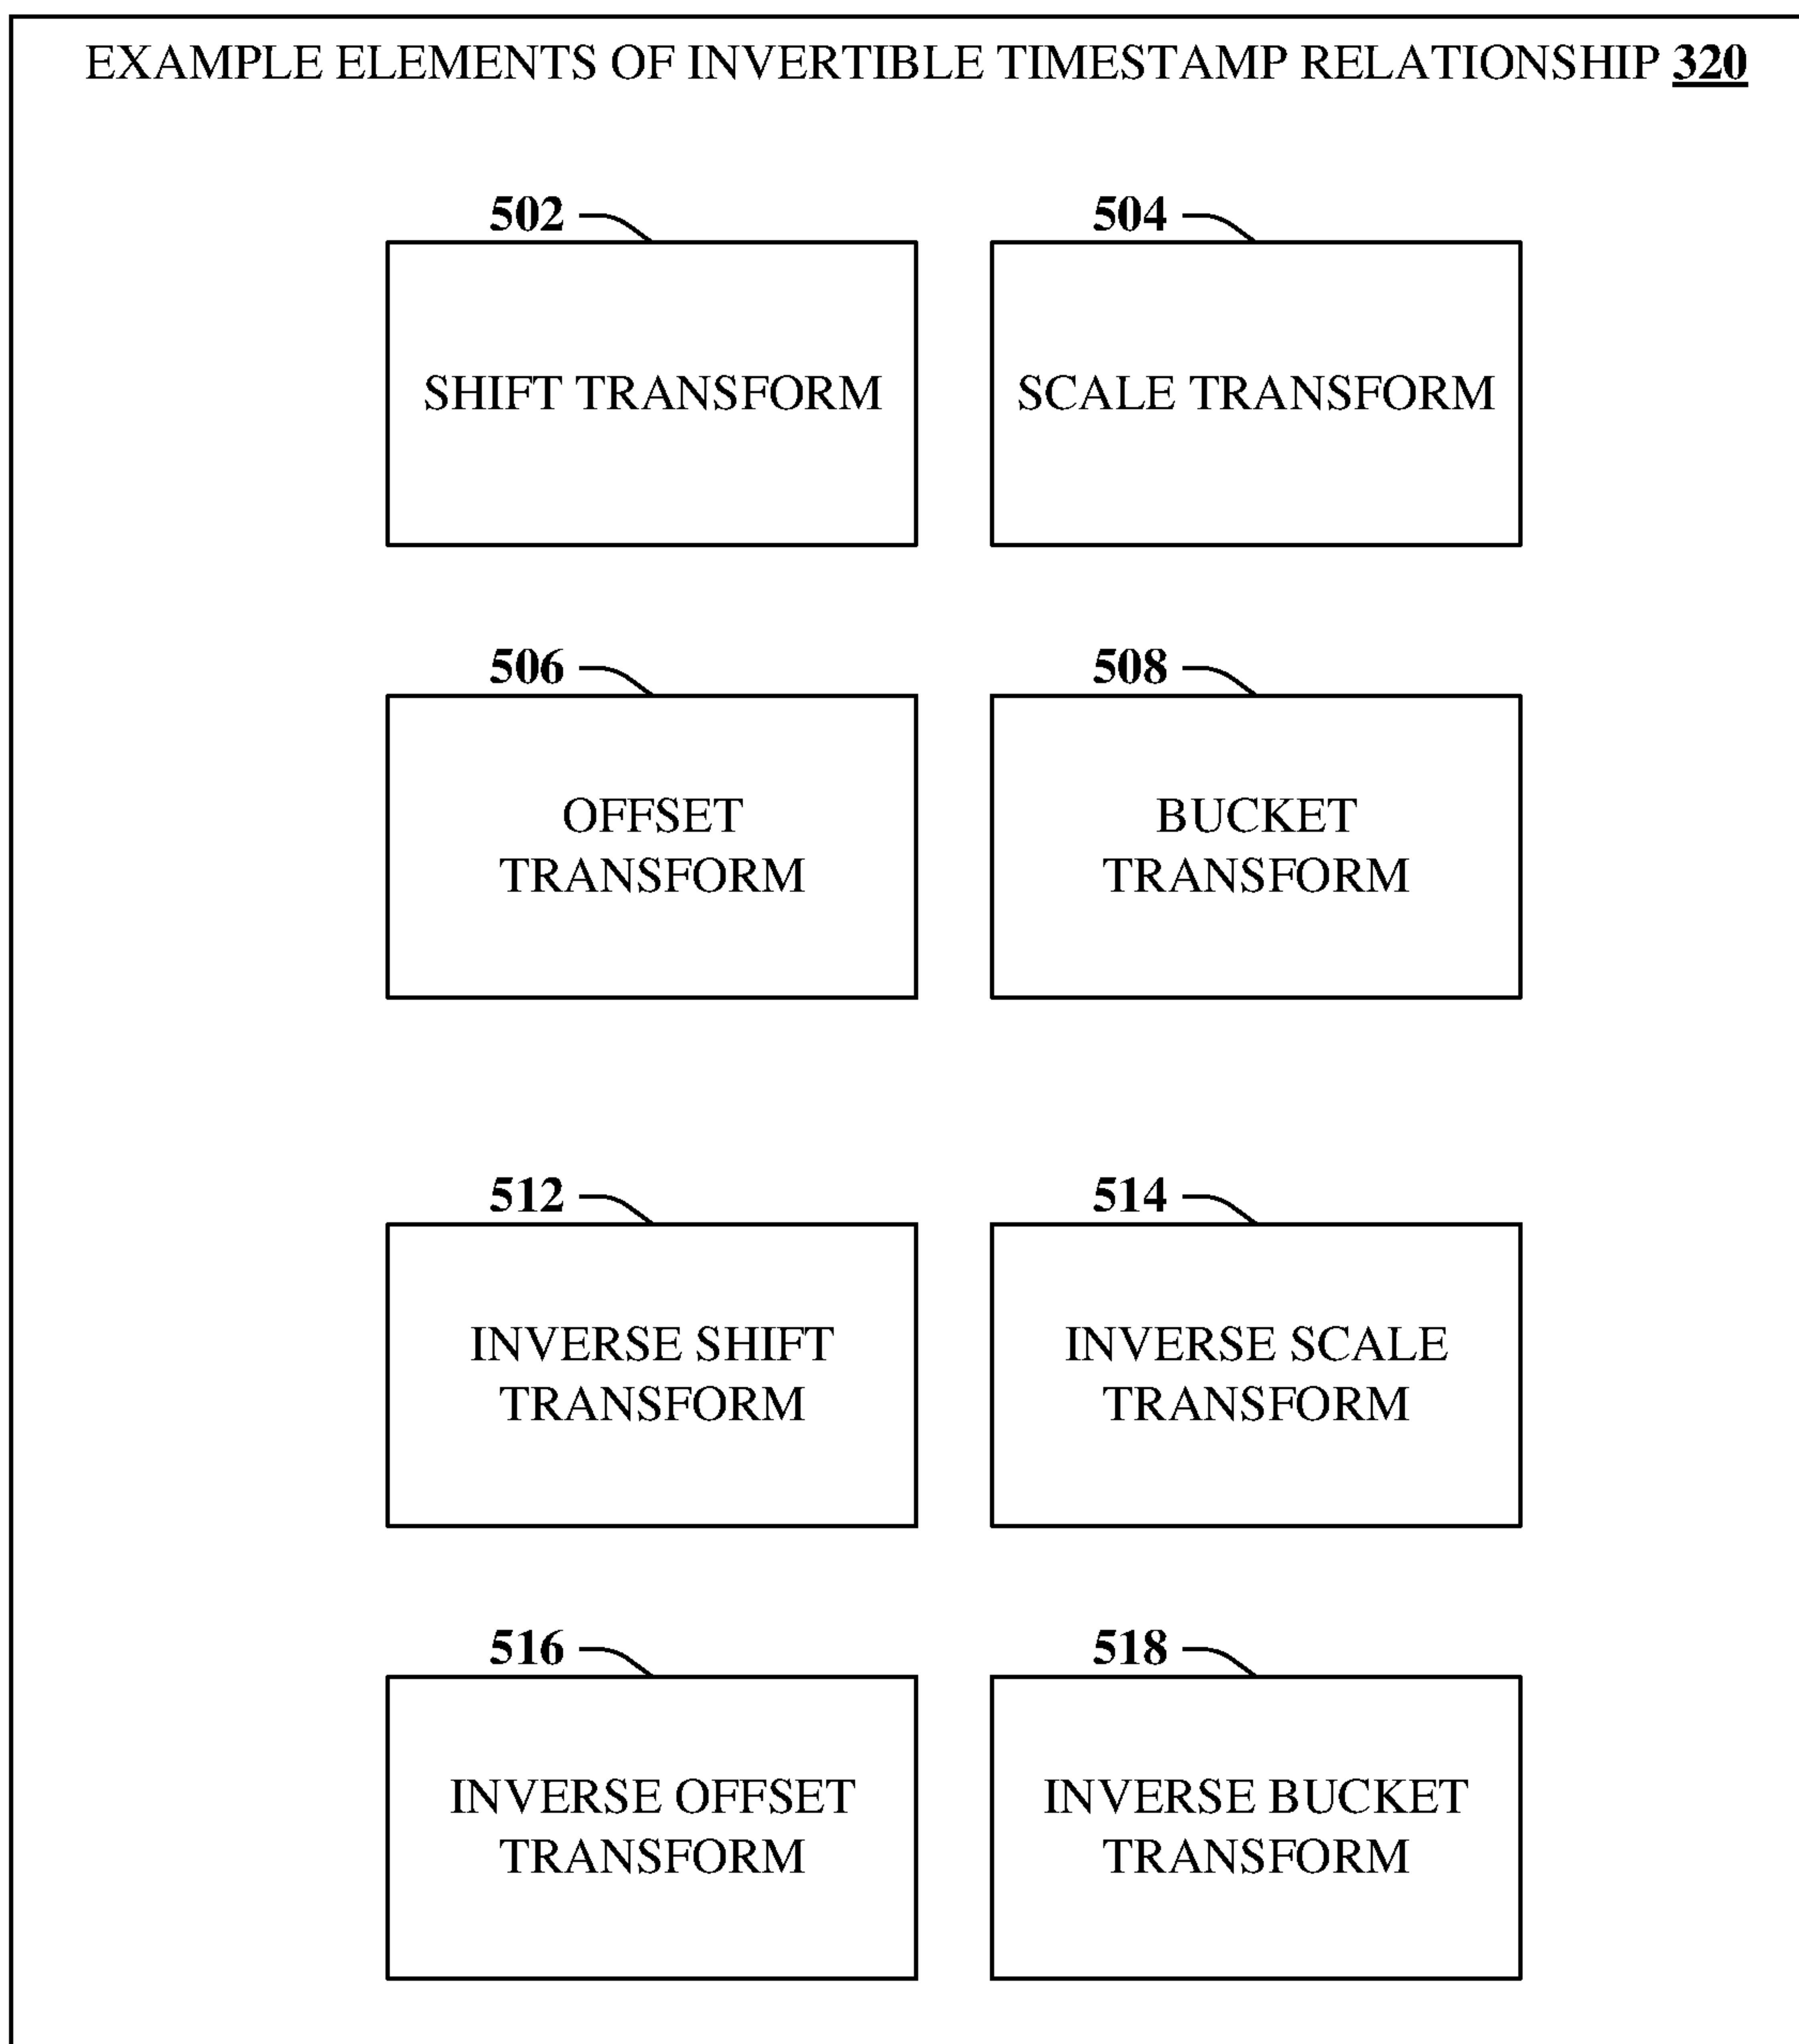 EXAMPLE ELEMENTS OF INVERTIBLE TIMESTAMP RELATIONSHIP 320
502
504
SHIFT TRANSFORM
SCALE TRANSFORM
506
508
OFFSET
TRANSFORM
BUCKET
TRANSFORM
512
514
INVERSE SHIFT
TRANSFORM
INVERSE SCALE
TRANSFORM
516
518
INVERSE OFFSET
TRANSFORM
INVERSE BUCKET
TRANSFORM